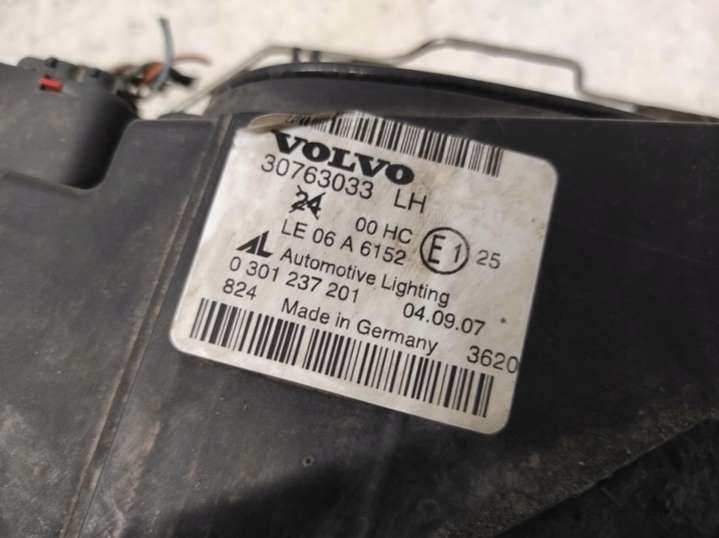 VOLVO
30763033 LH
24
00 HC
LE 06 A 6152
E1 25
AL Automotive Lighting
0 301 237 201 04.09.07
824 Made in Germany 3620